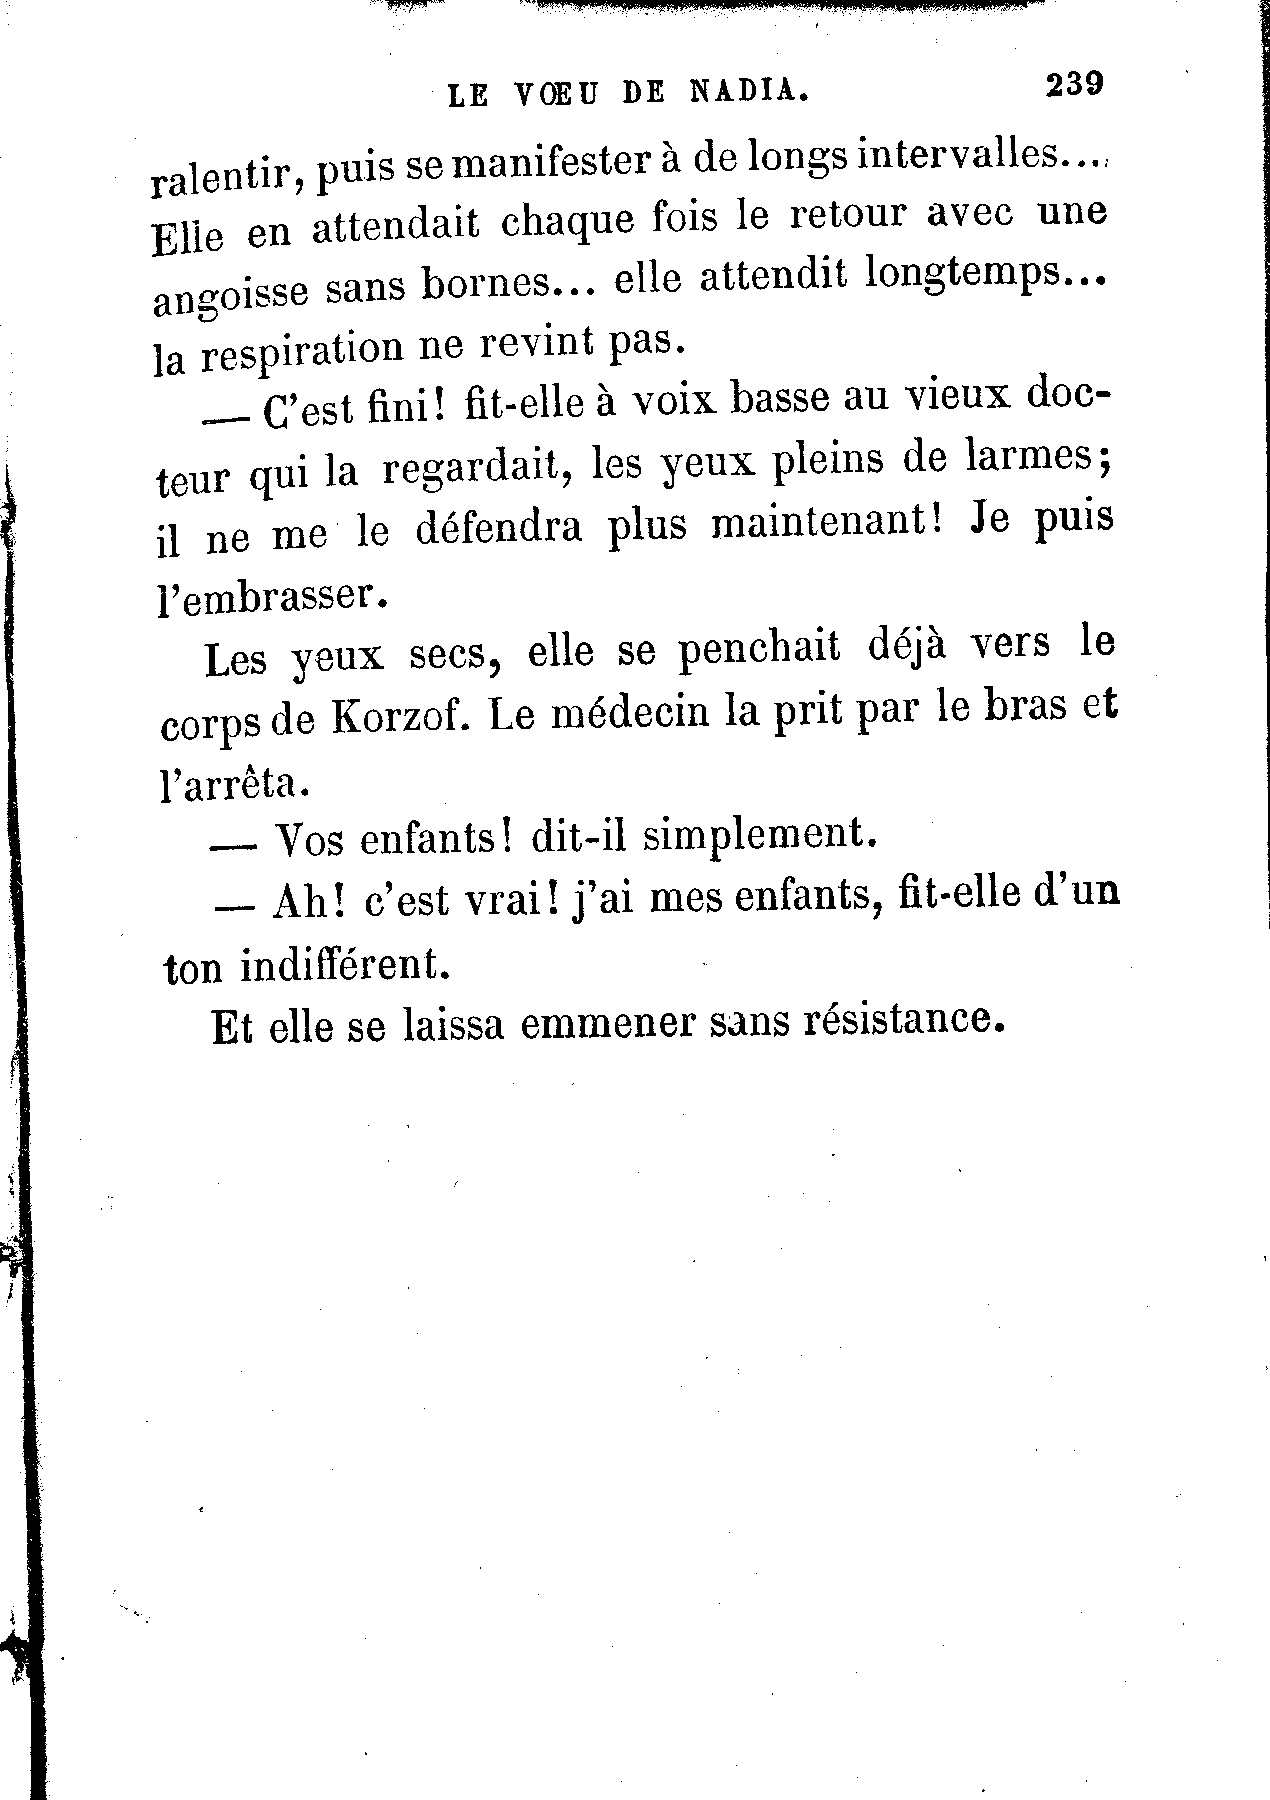 LE VŒU DE NADIA. 239
ralentir, puis se manifester à de longs intervalles....
Elle en attendait chaque fois le retour avec une
angoisse sans bornes... elle attendit longtemps...
la respiration ne revint pas.
— C'est fini! fit-elle à voix basse au vieux doc-
teur qui la regardait, les yeux pleins de larmes;
il ne me le défendra plus maintenant! Je puis
l'embrasser.
Les yeux secs, elle se penchait déjà vers le
corps de Korzof. Le médecin la prit par le bras et
l'arrêta.
— Vos enfants! dit-il simplement.
— Ah! c'est vrai! j'ai mes enfants, fit-elle d'un
ton indifférent.
Et elle se laissa emmener sans résistance.